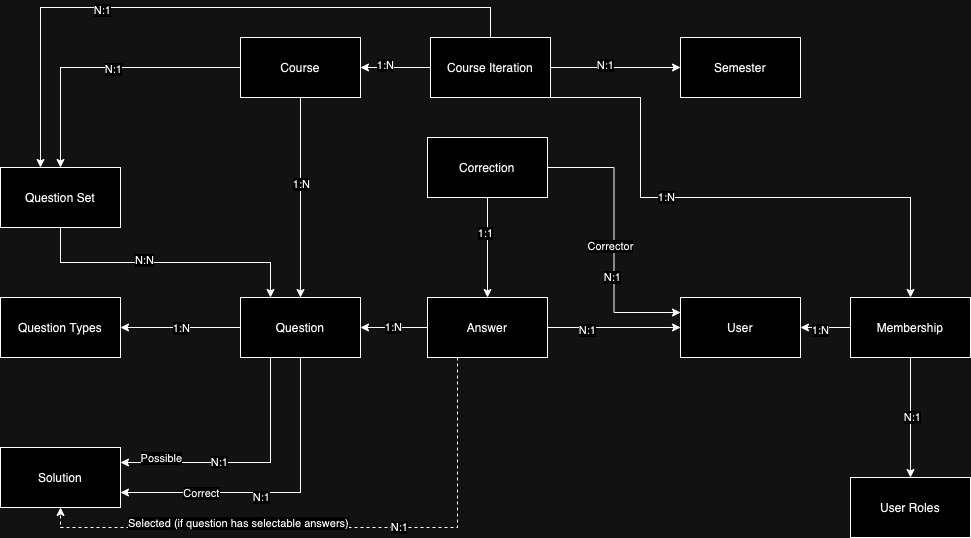 N:1
N:1
Course
1:N
Course Iteration
N:1
Semester
Question Set
1:N
Correction
1:N
1:1
Corrector
N:1
N:N
Question Types
1:N
Question
1:N
Answer
N:1
User
1:N
Membership
N:1
Solution
Possible
N:1
Correct
N:1
Selected (if question has selectable answers)
N:1
User Roles